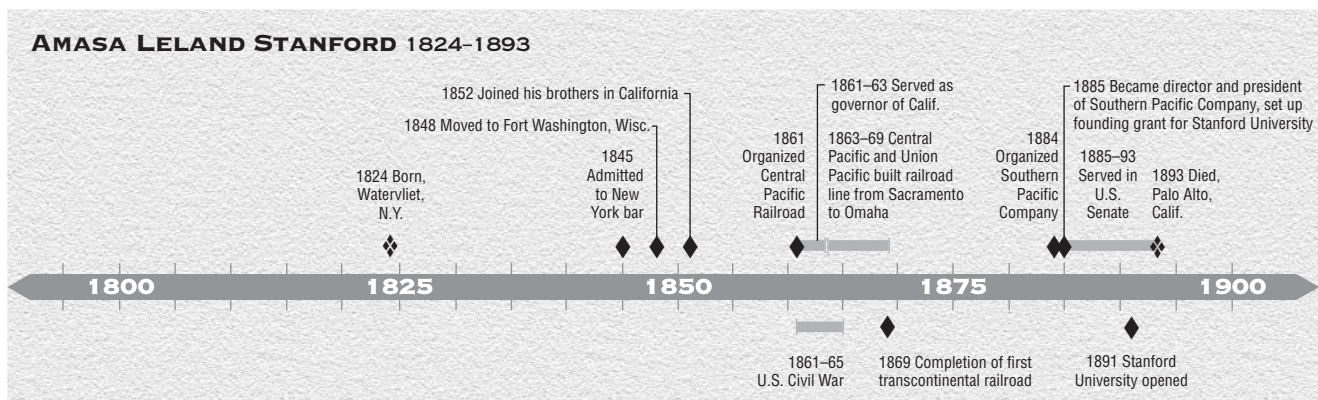 AMASA LELAND STANFORD 1824–1893
1852 Joined his brothers in California
1848 Moved to Fort Washington, Wisc.
1824 Born,
Watervliet,
N.Y.
1845
Admitted
to New
York bar
1861
Organized
Central
Pacific
Railroad
1861–63 Served as
governor of Calif.
1863–69 Central
Pacific and Union
Pacific built railroad
line from Sacramento
to Omaha
1884
Organized
Southern
Pacific
Company
1885 Became director and president
of Southern Pacific Company, set up
founding grant for Stanford University
1885–93
Served in
U.S.
Senate
1893 Died,
Palo Alto,
Calif.
1800
1825
1850
1875
1900
1861–65
U.S. Civil War
1869 Completion of first
transcontinental railroad
1891 Stanford
University opened